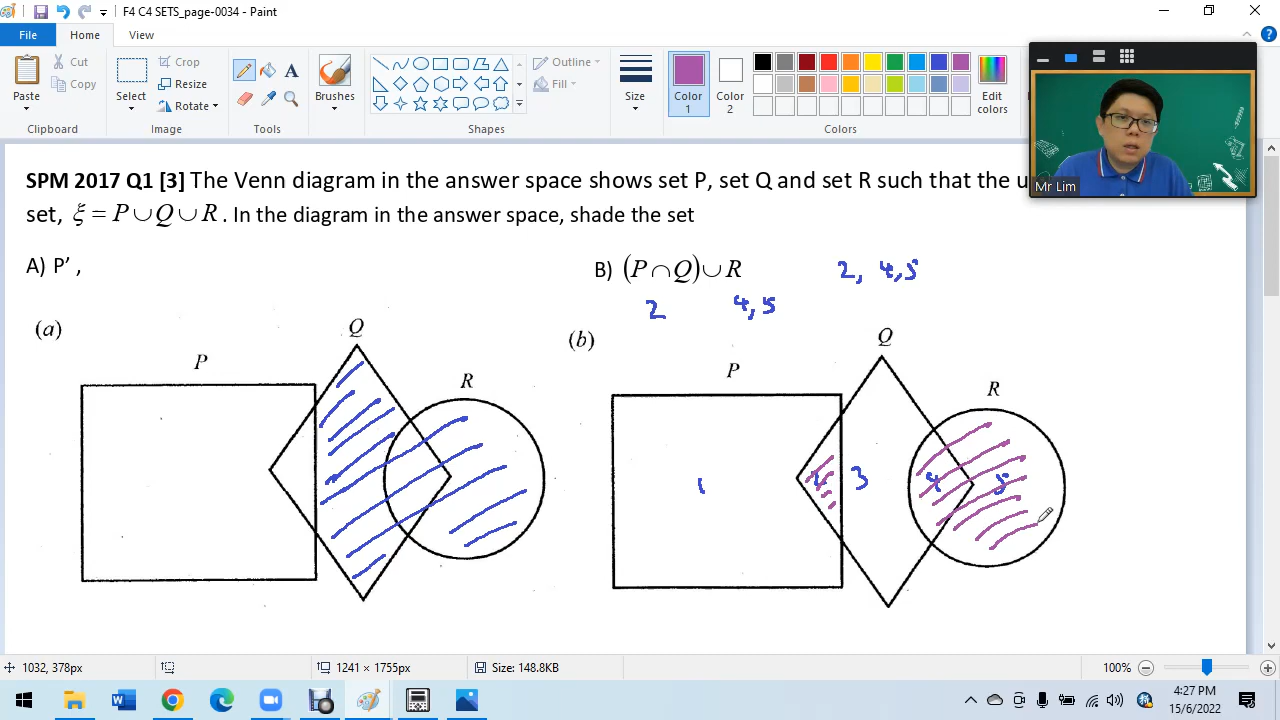 F4 C4 SETS_page-0034 - Paint
File Home View
Cut
Copy
Paste
Clipboard
Select
Crop
Resize
Rotate
Image
Tools
Brushes
Shapes
Outline
Fill
Size
Color 1
Color 2
Edit colors
Colors
Mr Lim
SPM 2017 Q1 [3] The Venn diagram in the answer space shows set P, set Q and set R such that the u
set, ξ = P ∪ Q ∪ R . In the diagram in the answer space, shade the set
A) P’ ,
B) (P ∩ Q) ∪ R 2, 4,5
2 4,5
(a) P Q R
(b) P Q R
1 2 3 4 5
1032, 378px 1241 × 1755px Size: 148.8KB 100%
4:27 PM
15/6/2022